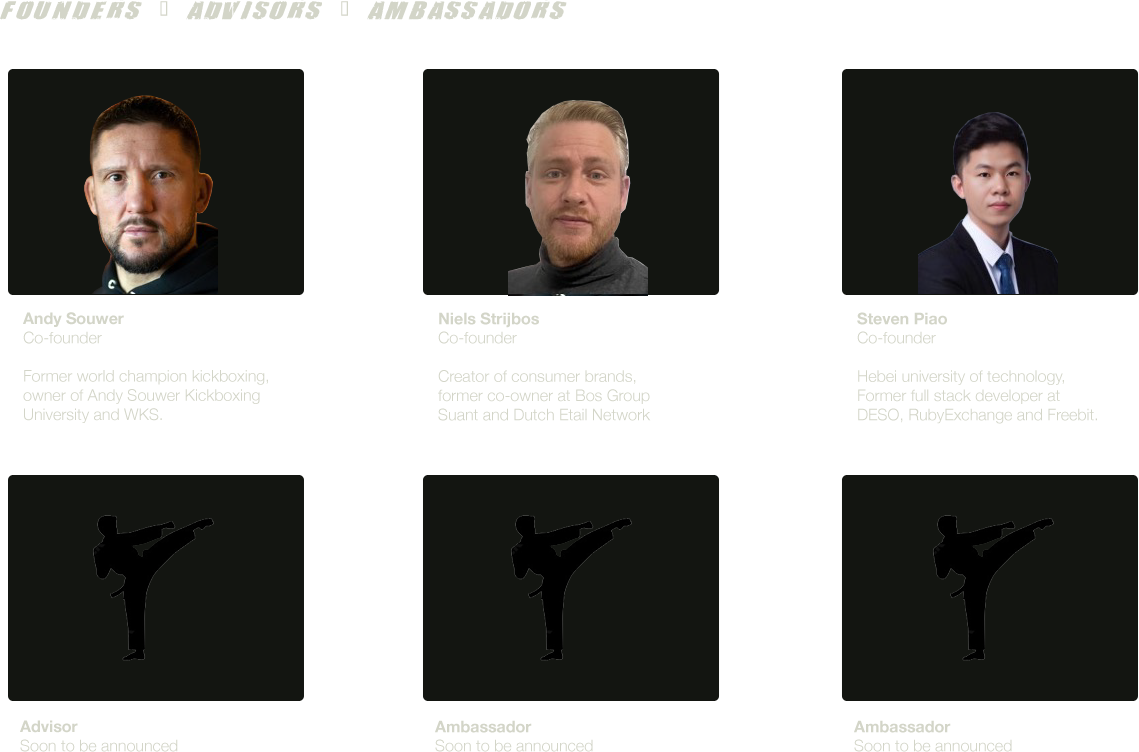 FOUNDERS ▯ ADVISORS ▯ AMBASSADORS
Andy Souwer
Co-founder
Former world champion kickboxing,
owner of Andy Souwer Kickboxing
University and WKS.
Niels Strijbos
Co-founder
Creator of consumer brands,
former co-owner at Bos Group
Suant and Dutch Etail Network
Steven Piao
Co-founder
Hebei university of technology,
Former full stack developer at
DESO, RubyExchange and Freebit.
Advisor
Soon to be announced
Ambassador
Soon to be announced
Ambassador
Soon to be announced